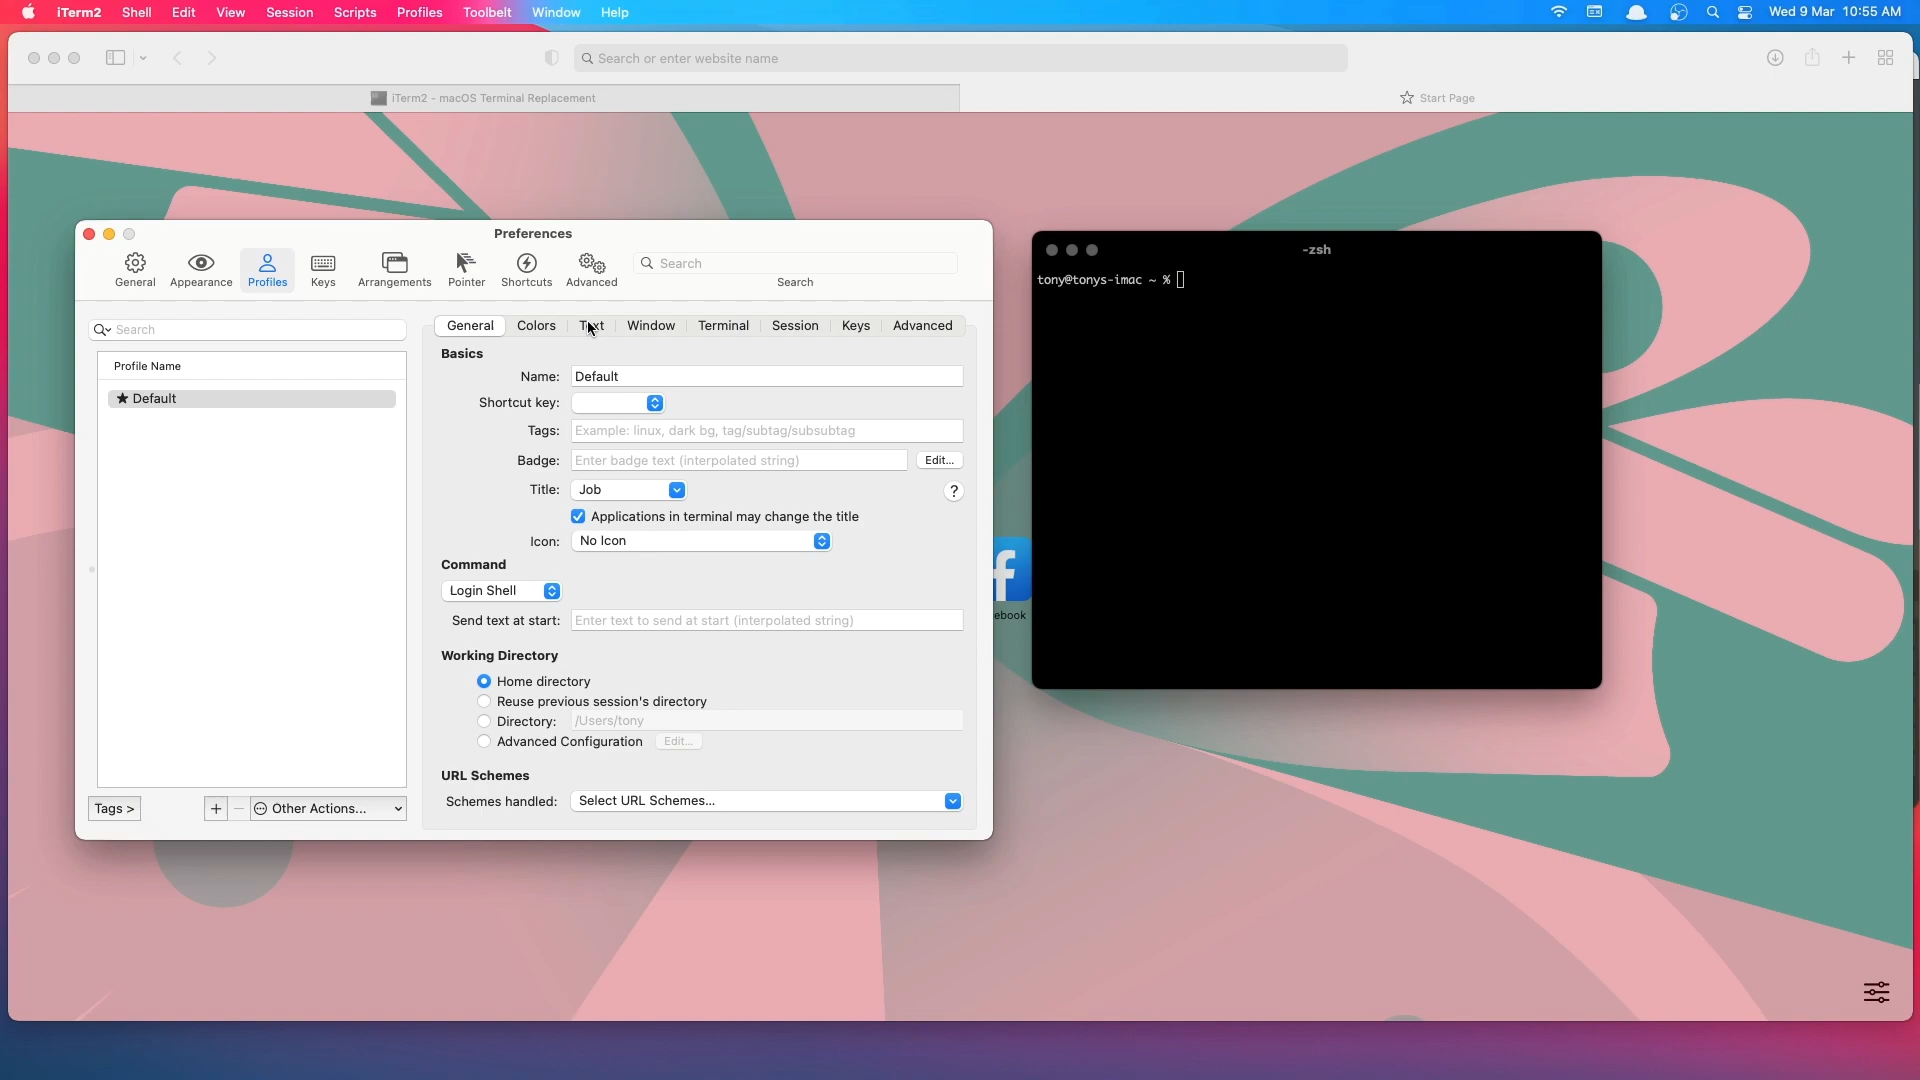 iTerm2 Shell Edit View Session Scripts Profiles Toolbelt Window Help Wed 9 Mar 10:55 AM
Search or enter website name
iTerm2 - macOS Terminal Replacement Start Page
Preferences
General Appearance Profiles Keys Arrangements Pointer Shortcuts Advanced
Search
Search
-zsh
tony@tonys-imac ~ %
Search
Profile Name
★ Default
Tags >
+ − Other Actions...
General Colors Text Window Terminal Session Keys Advanced
Basics
Name: Default
Shortcut key:
Tags: Example: linux, dark bg, tag/subtag/subsubtag
Badge: Enter badge text (interpolated string) Edit...
Title: Job ?
Applications in terminal may change the title
Icon: No Icon
Command
Login Shell
Send text at start: Enter text to send at start (interpolated string)
Working Directory
Home directory
Reuse previous session's directory
Directory: /Users/tony
Advanced Configuration Edit...
URL Schemes
Schemes handled: Select URL Schemes...
f
ebook